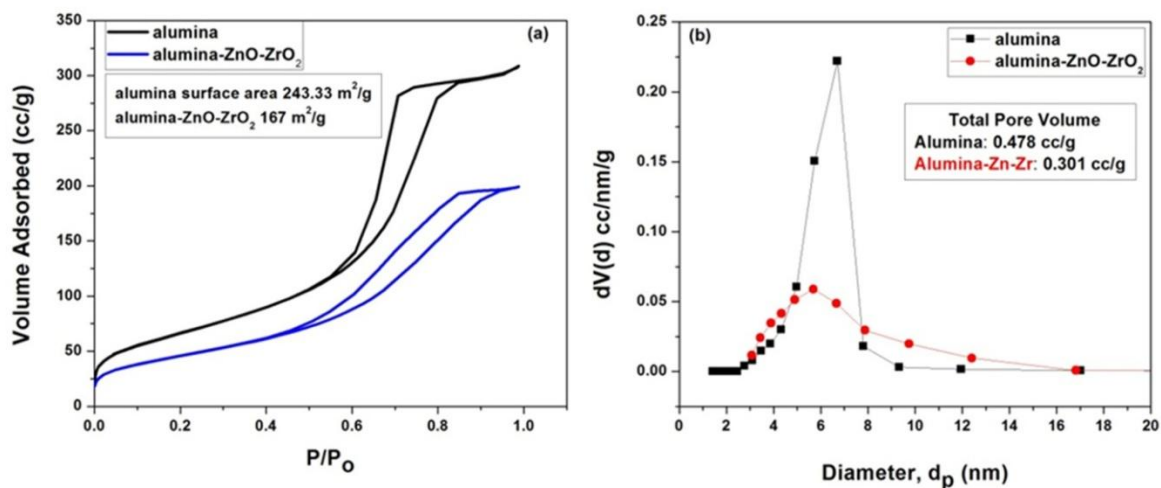 (a)
alumina
alumina-ZnO-ZrO2
alumina surface area 243.33 m2/g
alumina-ZnO-ZrO2 167 m2/g
Volume Adsorbed (cc/g)
350
300
250
200
150
100
50
0
0.0 0.2 0.4 0.6 0.8 1.0
P/PO
(b)
alumina
alumina-ZnO-ZrO2
Total Pore Volume
Alumina: 0.478 cc/g
Alumina-Zn-Zr: 0.301 cc/g
dV(d) cc/nm/g
0.25
0.20
0.15
0.10
0.05
0.00
0 2 4 6 8 10 12 14 16 18 20
Diameter, dp (nm)